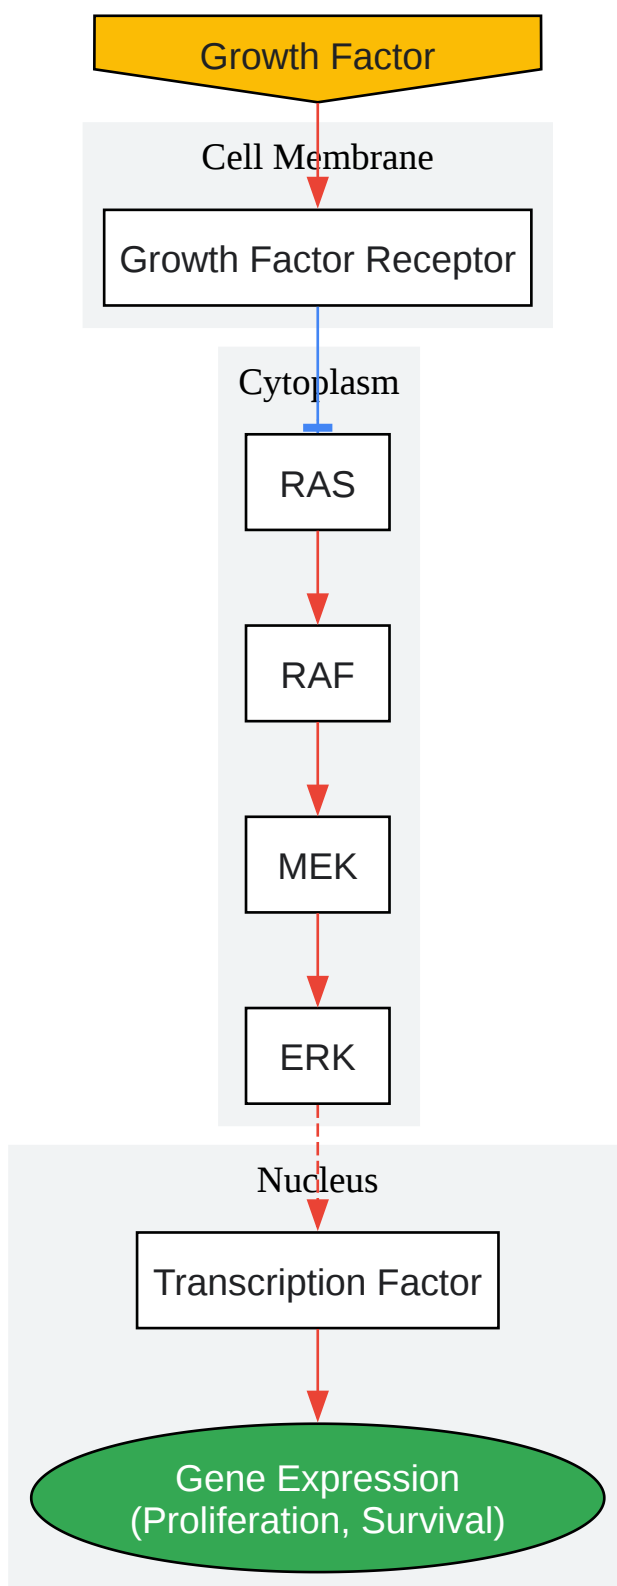 Growth Factor
Cell Membrane
Growth Factor Receptor
Cytoplasm
RAS
RAF
MEK
ERK
Nucleus
Transcription Factor
Gene Expression
(Proliferation, Survival)